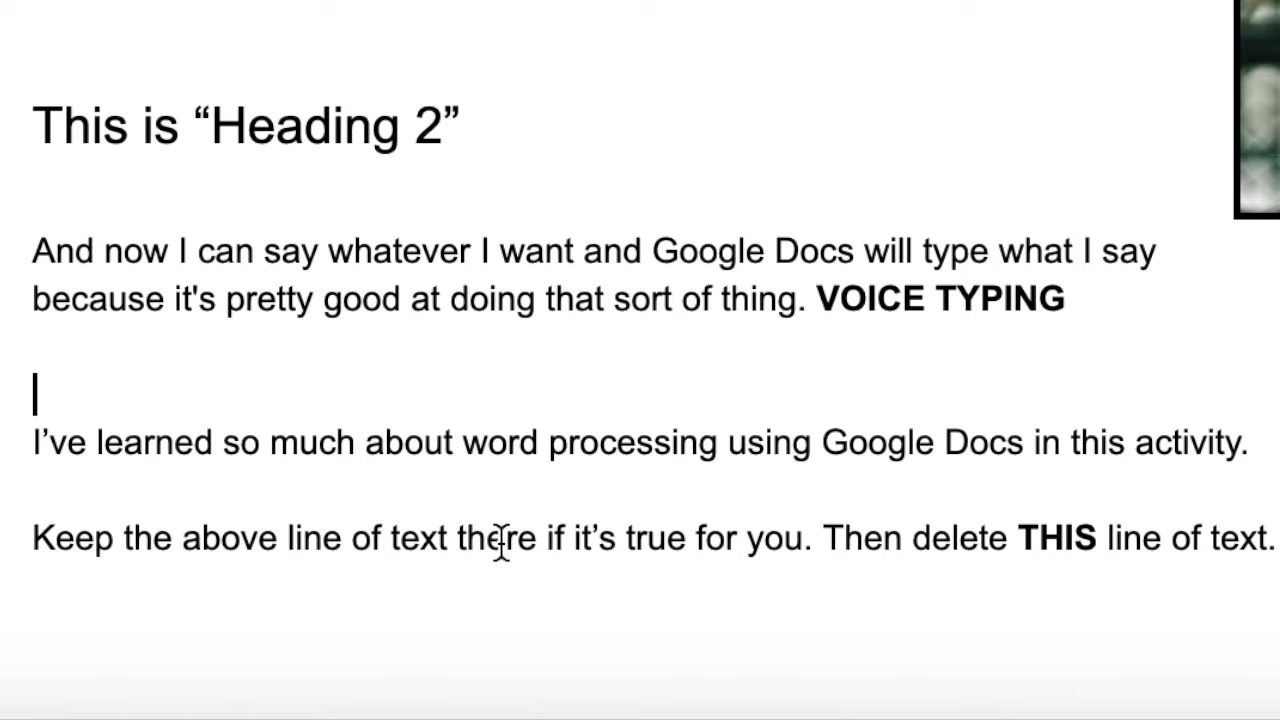 This is “Heading 2”
And now I can say whatever I want and Google Docs will type what I say
because it's pretty good at doing that sort of thing. VOICE TYPING
I’ve learned so much about word processing using Google Docs in this activity.
Keep the above line of text there if it’s true for you. Then delete THIS line of text.